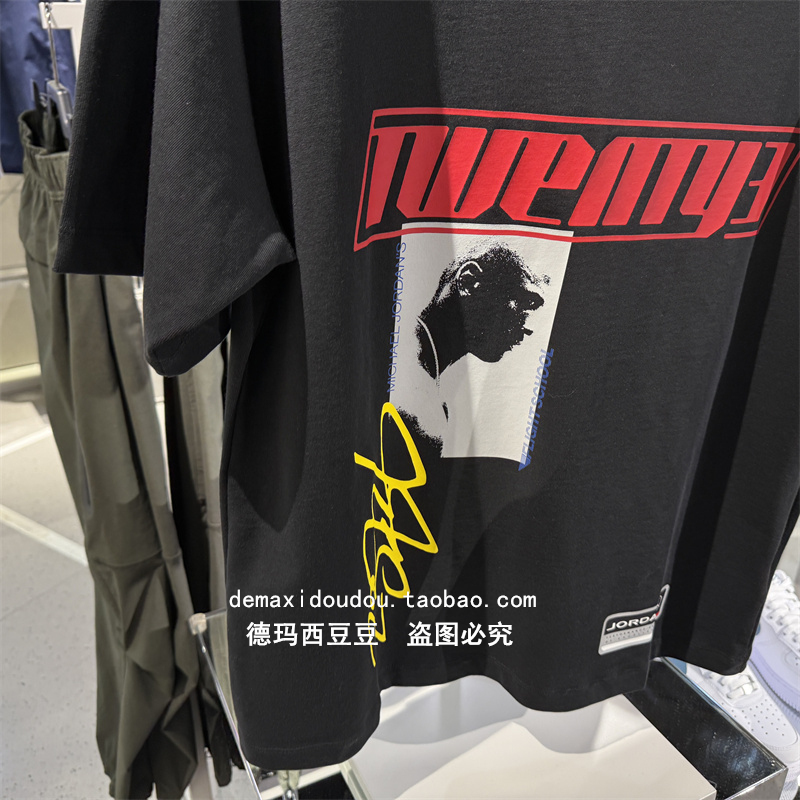 TWENTY3
MICHAEL JORDAN'S
FLIGHT SCHOOL
JORDAN
demaxidoudou.taobao.com
德玛西豆豆 盗图必究